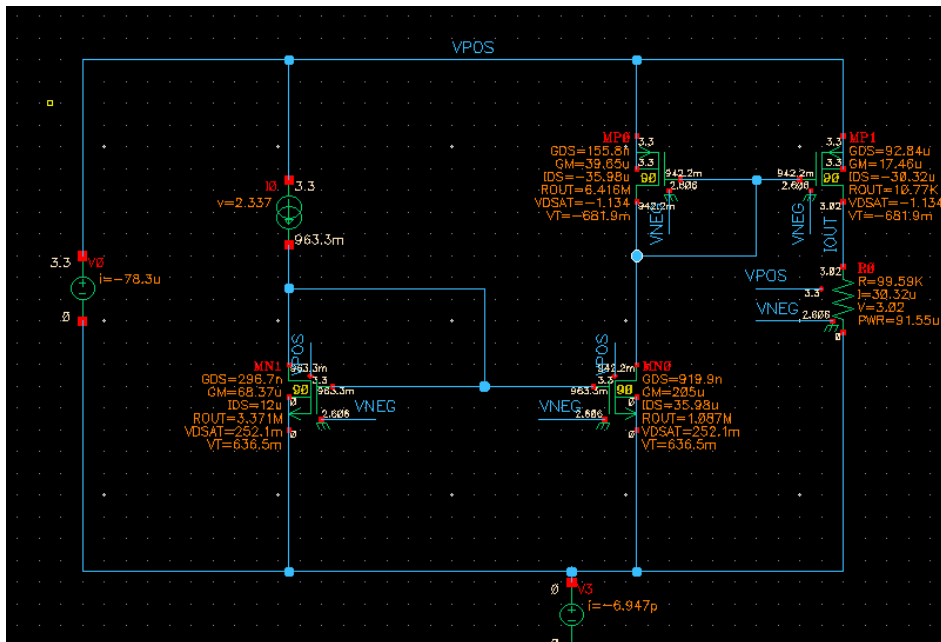 VPOS
3.3 V0
i=-78.3u
0
I0
3.3
v=2.337
963.3m
MP0
3.3
GDS=155.8n
3.3
GM=39.65u
90
IDS=-35.98u
942.2m
ROUT=6.416M
2.606
VDSAT=-1.134
942.2m
VT=-681.9m
VNEG
MP1
3.3
GDS=92.84u
3.3
GM=17.46u
90
IDS=-30.32u
942.2m
ROUT=10.77K
2.606
VDSAT=-1.134
3.02
VT=-681.9m
VNEG
IOUT
R0
3.02
R=99.59K
VPOS
I=30.32u
3.3
V=3.02
VNEG
2.606
PWR=91.55u
0
MN1
963.3m
VPOS
GDS=296.7n
3.3
GM=68.37u
90
963.3m
IDS=12u
0
ROUT=3.371M
VNEG
2.606
VDSAT=252.1m
0
VT=636.5m
VPOS
942.2m
MN0
3.3
GDS=919.9n
963.3m
90
GM=205u
0
IDS=35.98u
VNEG
2.606
ROUT=1.087M
VDSAT=252.1m
0
VT=636.5m
0 V3
i=-6.947p